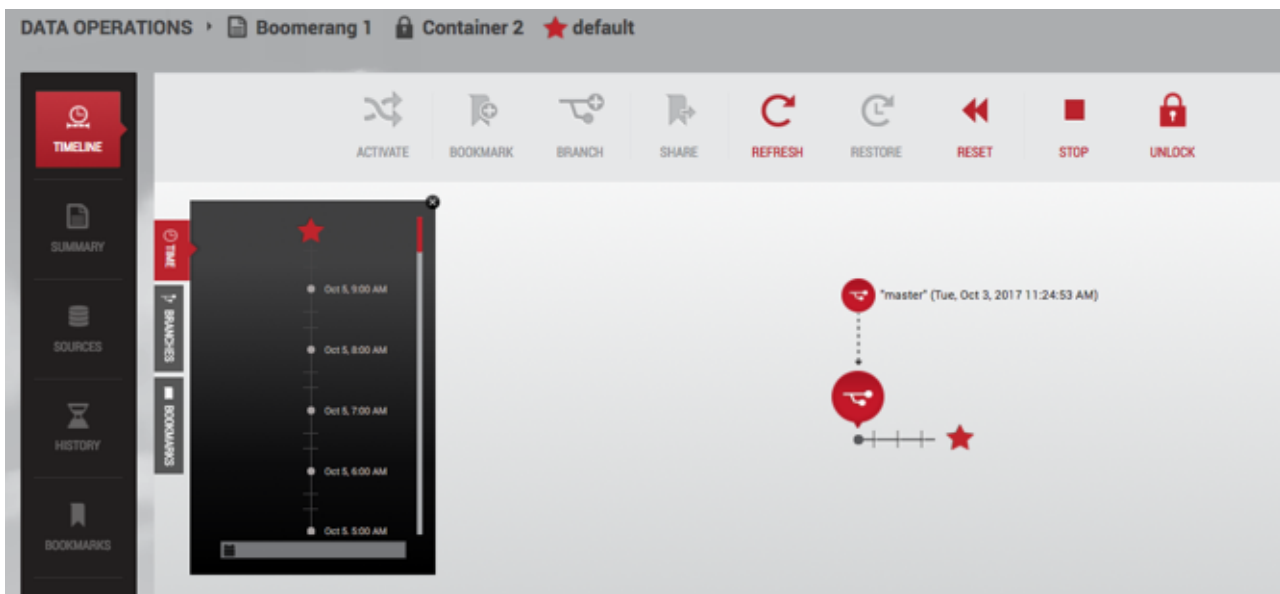 DATA OPERATIONS Boomerang 1 Container 2 default
ACTIVATE BOOKMARK BRANCH SHARE REFRESH RESTORE RESET STOP UNLOCK
TIMELINE
SUMMARY
SOURCES
HISTORY
BOOKMARKS
TIME
BRANCHES
BOOKMARKS
Oct 5, 9:00 AM
Oct 5, 8:00 AM
Oct 5, 7:00 AM
Oct 5, 6:00 AM
Oct 5, 5:00 AM
"master" (Tue, Oct 3, 2017 11:24:53 AM)